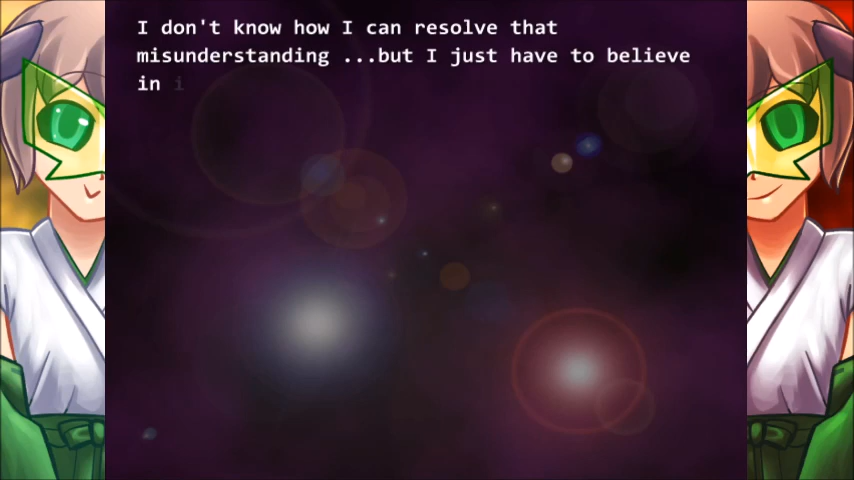 I don't know how I can resolve that
misunderstanding ...but I just have to believe
in i